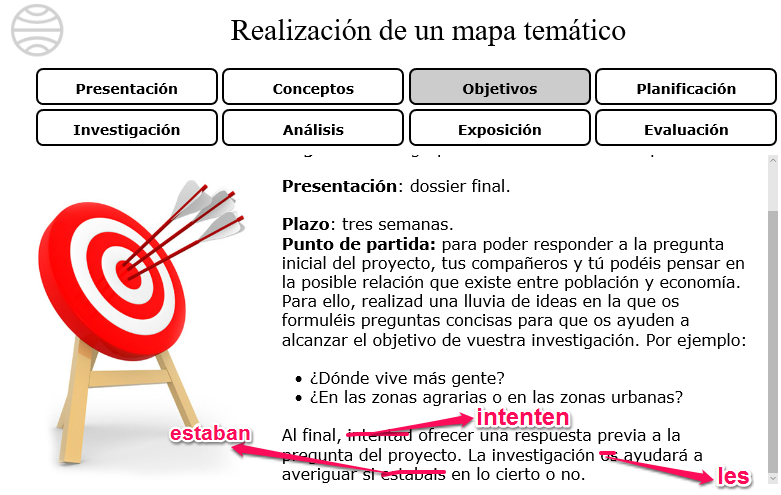 Realización de un mapa temático
Presentación
Conceptos
Objetivos
Planificación
Investigación
Análisis
Exposición
Evaluación
Presentación: dossier final.
Plazo: tres semanas.
Punto de partida: para poder responder a la pregunta
inicial del proyecto, tus compañeros y tú podéis pensar en
la posible relación que existe entre población y economía.
Para ello, realizad una lluvia de ideas en la que os
formuléis preguntas concisas para que os ayuden a
alcanzar el objetivo de vuestra investigación. Por ejemplo:
• ¿Dónde vive más gente?
• ¿En las zonas agrarias o en las zonas urbanas?
intenten
estaban
Al final, intentad ofrecer una respuesta previa a la
pregunta del proyecto. La investigación os ayudará a
averiguar si estabais en lo cierto o no.
les